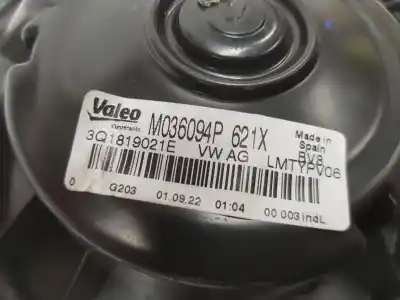 Valeo M036094P 621X Made in Spain
3Q1819021E VW AG LMTYPV06 BV8
0 G203 01.09.22 01:04 00 003 indL